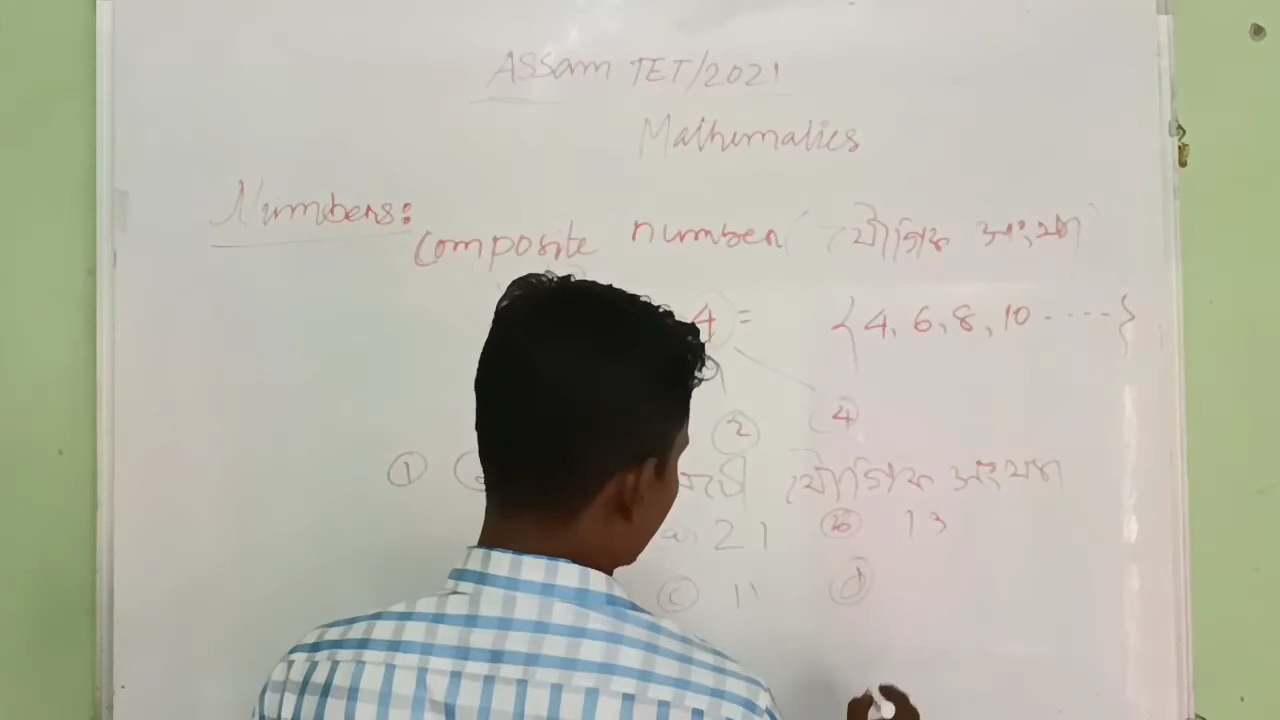 Assam TET/2021
Mathematics
Numbers:
Composite number যৌগিক সংখ্যা
4 = {4, 6, 8, 10 .....}
2 4
① যৌগিক সংখ্যা
21 ⓑ 13
ⓒ 11 ⓓ